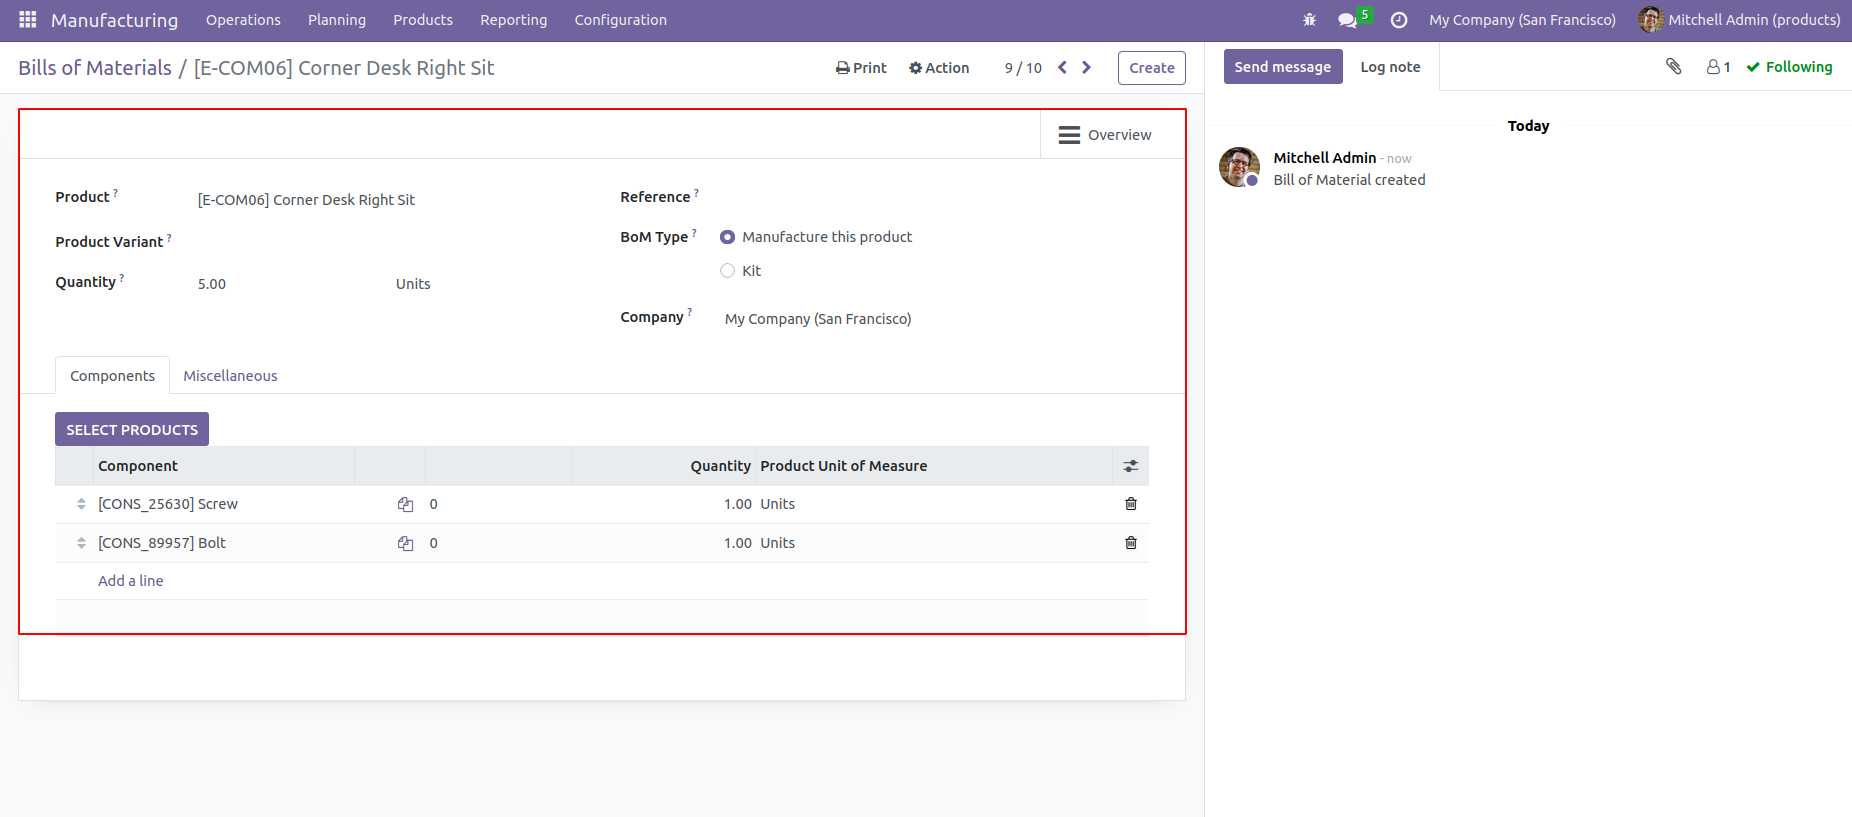 Manufacturing Operations Planning Products Reporting Configuration 5 My Company (San Francisco) Mitchell Admin (products)
Bills of Materials / [E-COM06] Corner Desk Right Sit Print Action 9 / 10 Create
Send message Log note 1 Following
Overview
Product ? [E-COM06] Corner Desk Right Sit
Product Variant ?
Quantity ? 5.00 Units
Reference ?
BoM Type ? Manufacture this product
Kit
Company ? My Company (San Francisco)
Components Miscellaneous
SELECT PRODUCTS
Component Quantity Product Unit of Measure
[CONS_25630] Screw 0 1.00 Units
[CONS_89957] Bolt 0 1.00 Units
Add a line
Today
Mitchell Admin - now
Bill of Material created